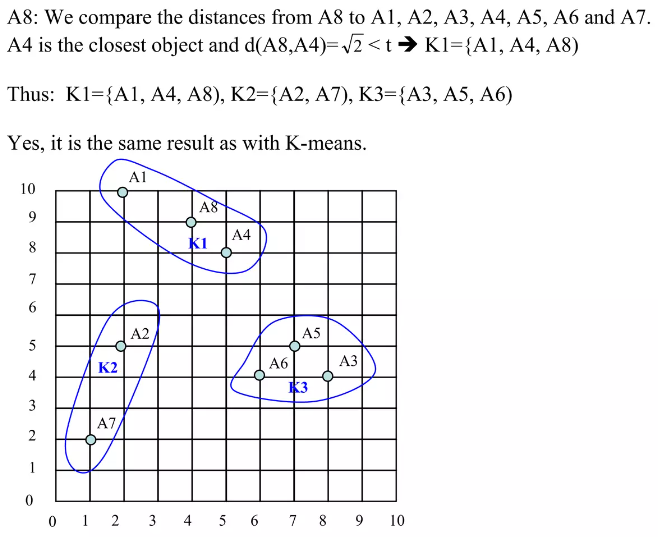 A8: We compare the distances from A8 to A1, A2, A3, A4, A5, A6 and A7.
A4 is the closest object and d(A8,A4)=√2 < t ➔ K1={A1, A4, A8)
Thus: K1={A1, A4, A8), K2={A2, A7), K3={A3, A5, A6)
Yes, it is the same result as with K-means.
A1
10
A8
9
A4
K1
8
7
6
A2
A5
5
A6
A3
K2
4
K3
3
A7
2
1
0
0 1 2 3 4 5 6 7 8 9 10